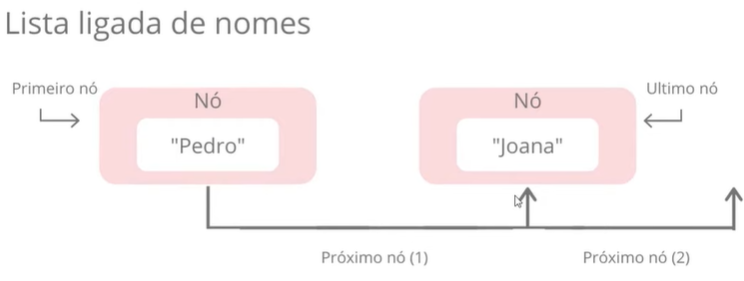 Lista ligada de nomes
Primeiro nó
Nó
"Pedro"
Nó
"Joana"
Ultimo nó
Próximo nó (1)
Próximo nó (2)